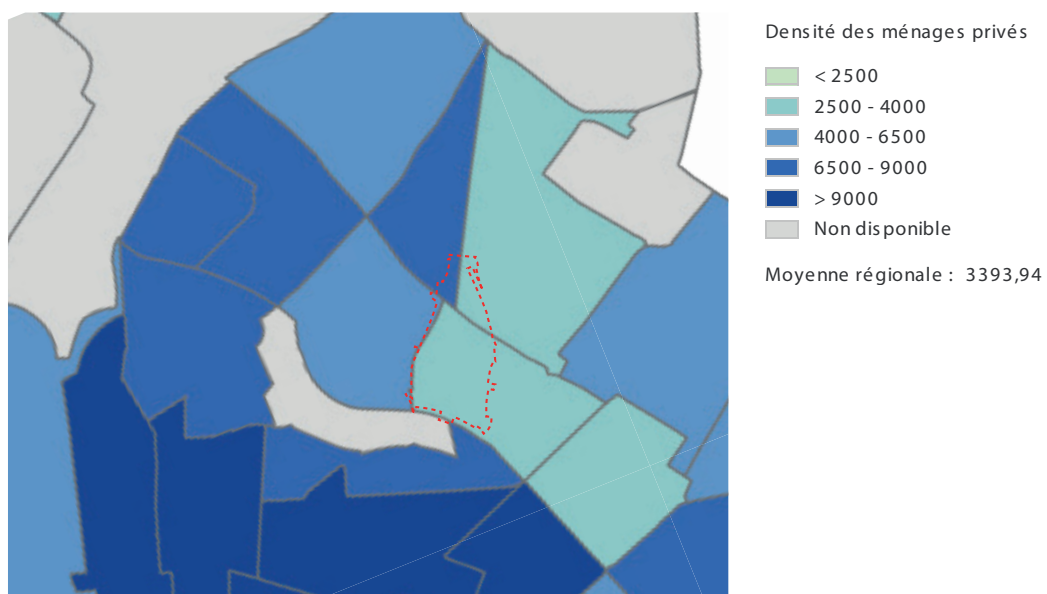 Densité des ménages privés
< 2500
2500 - 4000
4000 - 6500
6500 - 9000
> 9000
Non disponible
Moyenne régionale : 3393,94